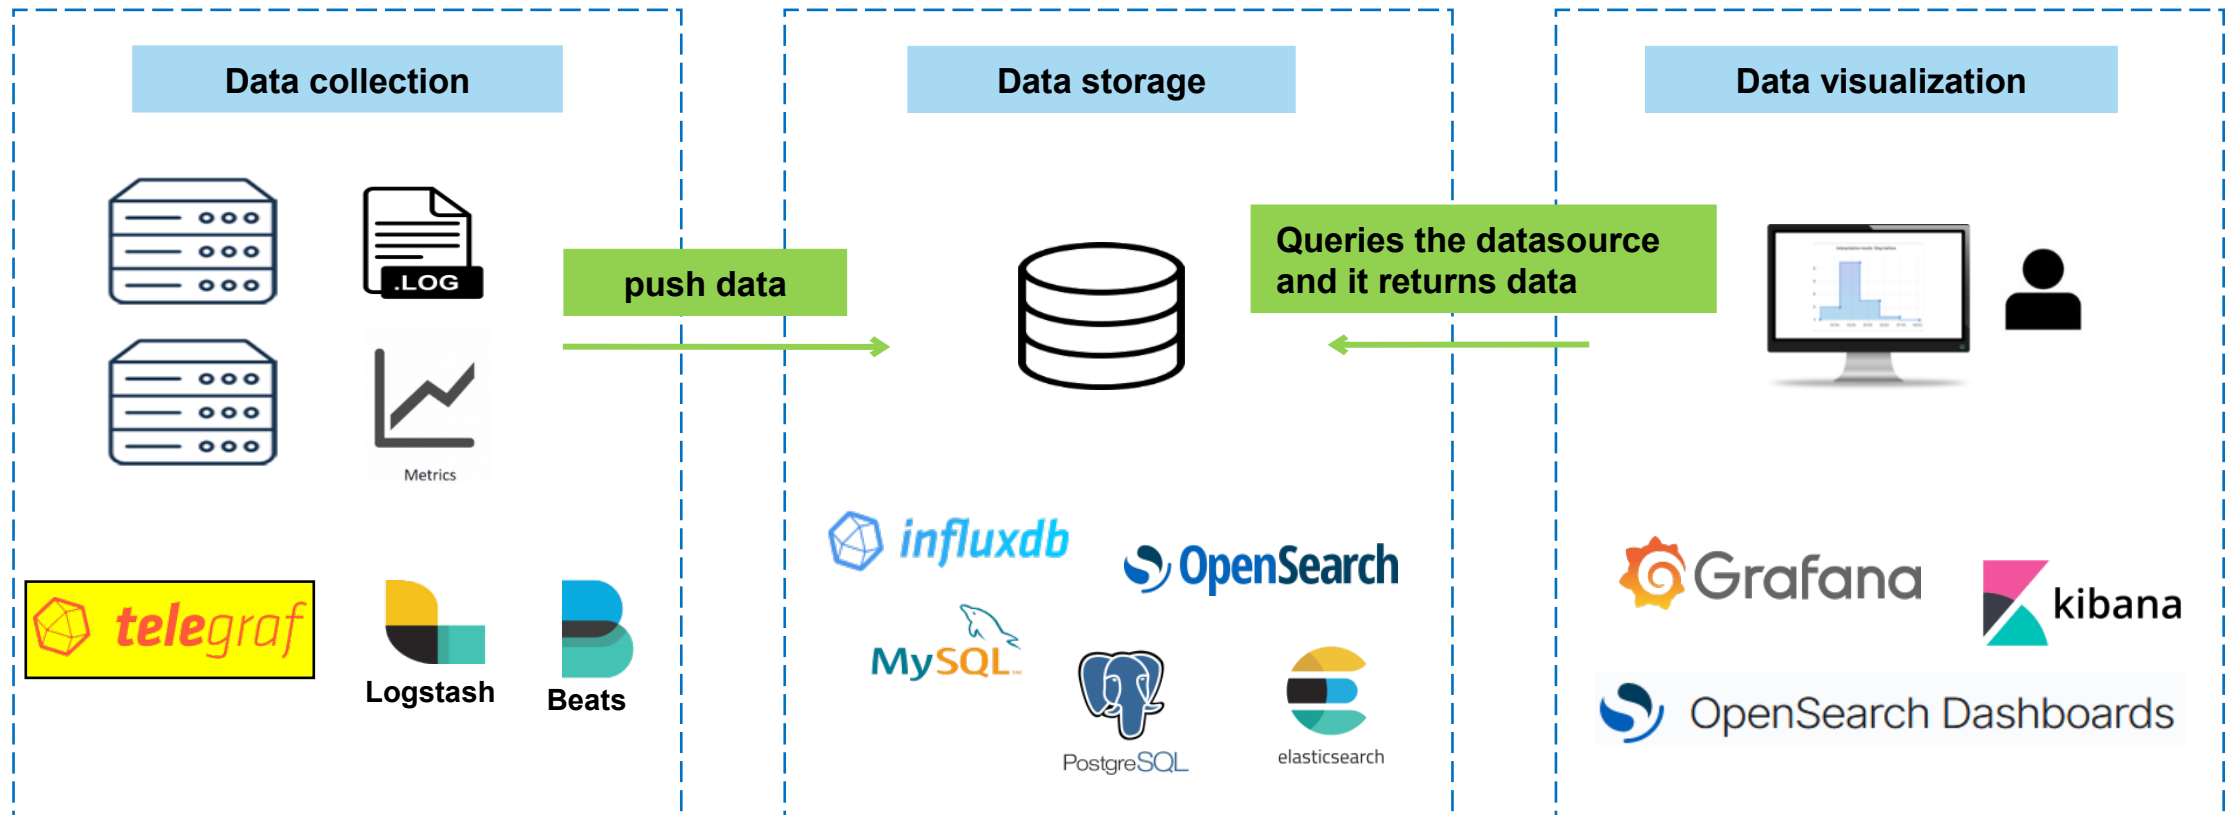 Data collection
Data storage
Data visualization
.LOG
Metrics
push data
Queries the datasource
and it returns data
telegraf
Logstash
Beats
influxdb
OpenSearch
MySQL
PostgreSQL
elasticsearch
Grafana
kibana
OpenSearch Dashboards